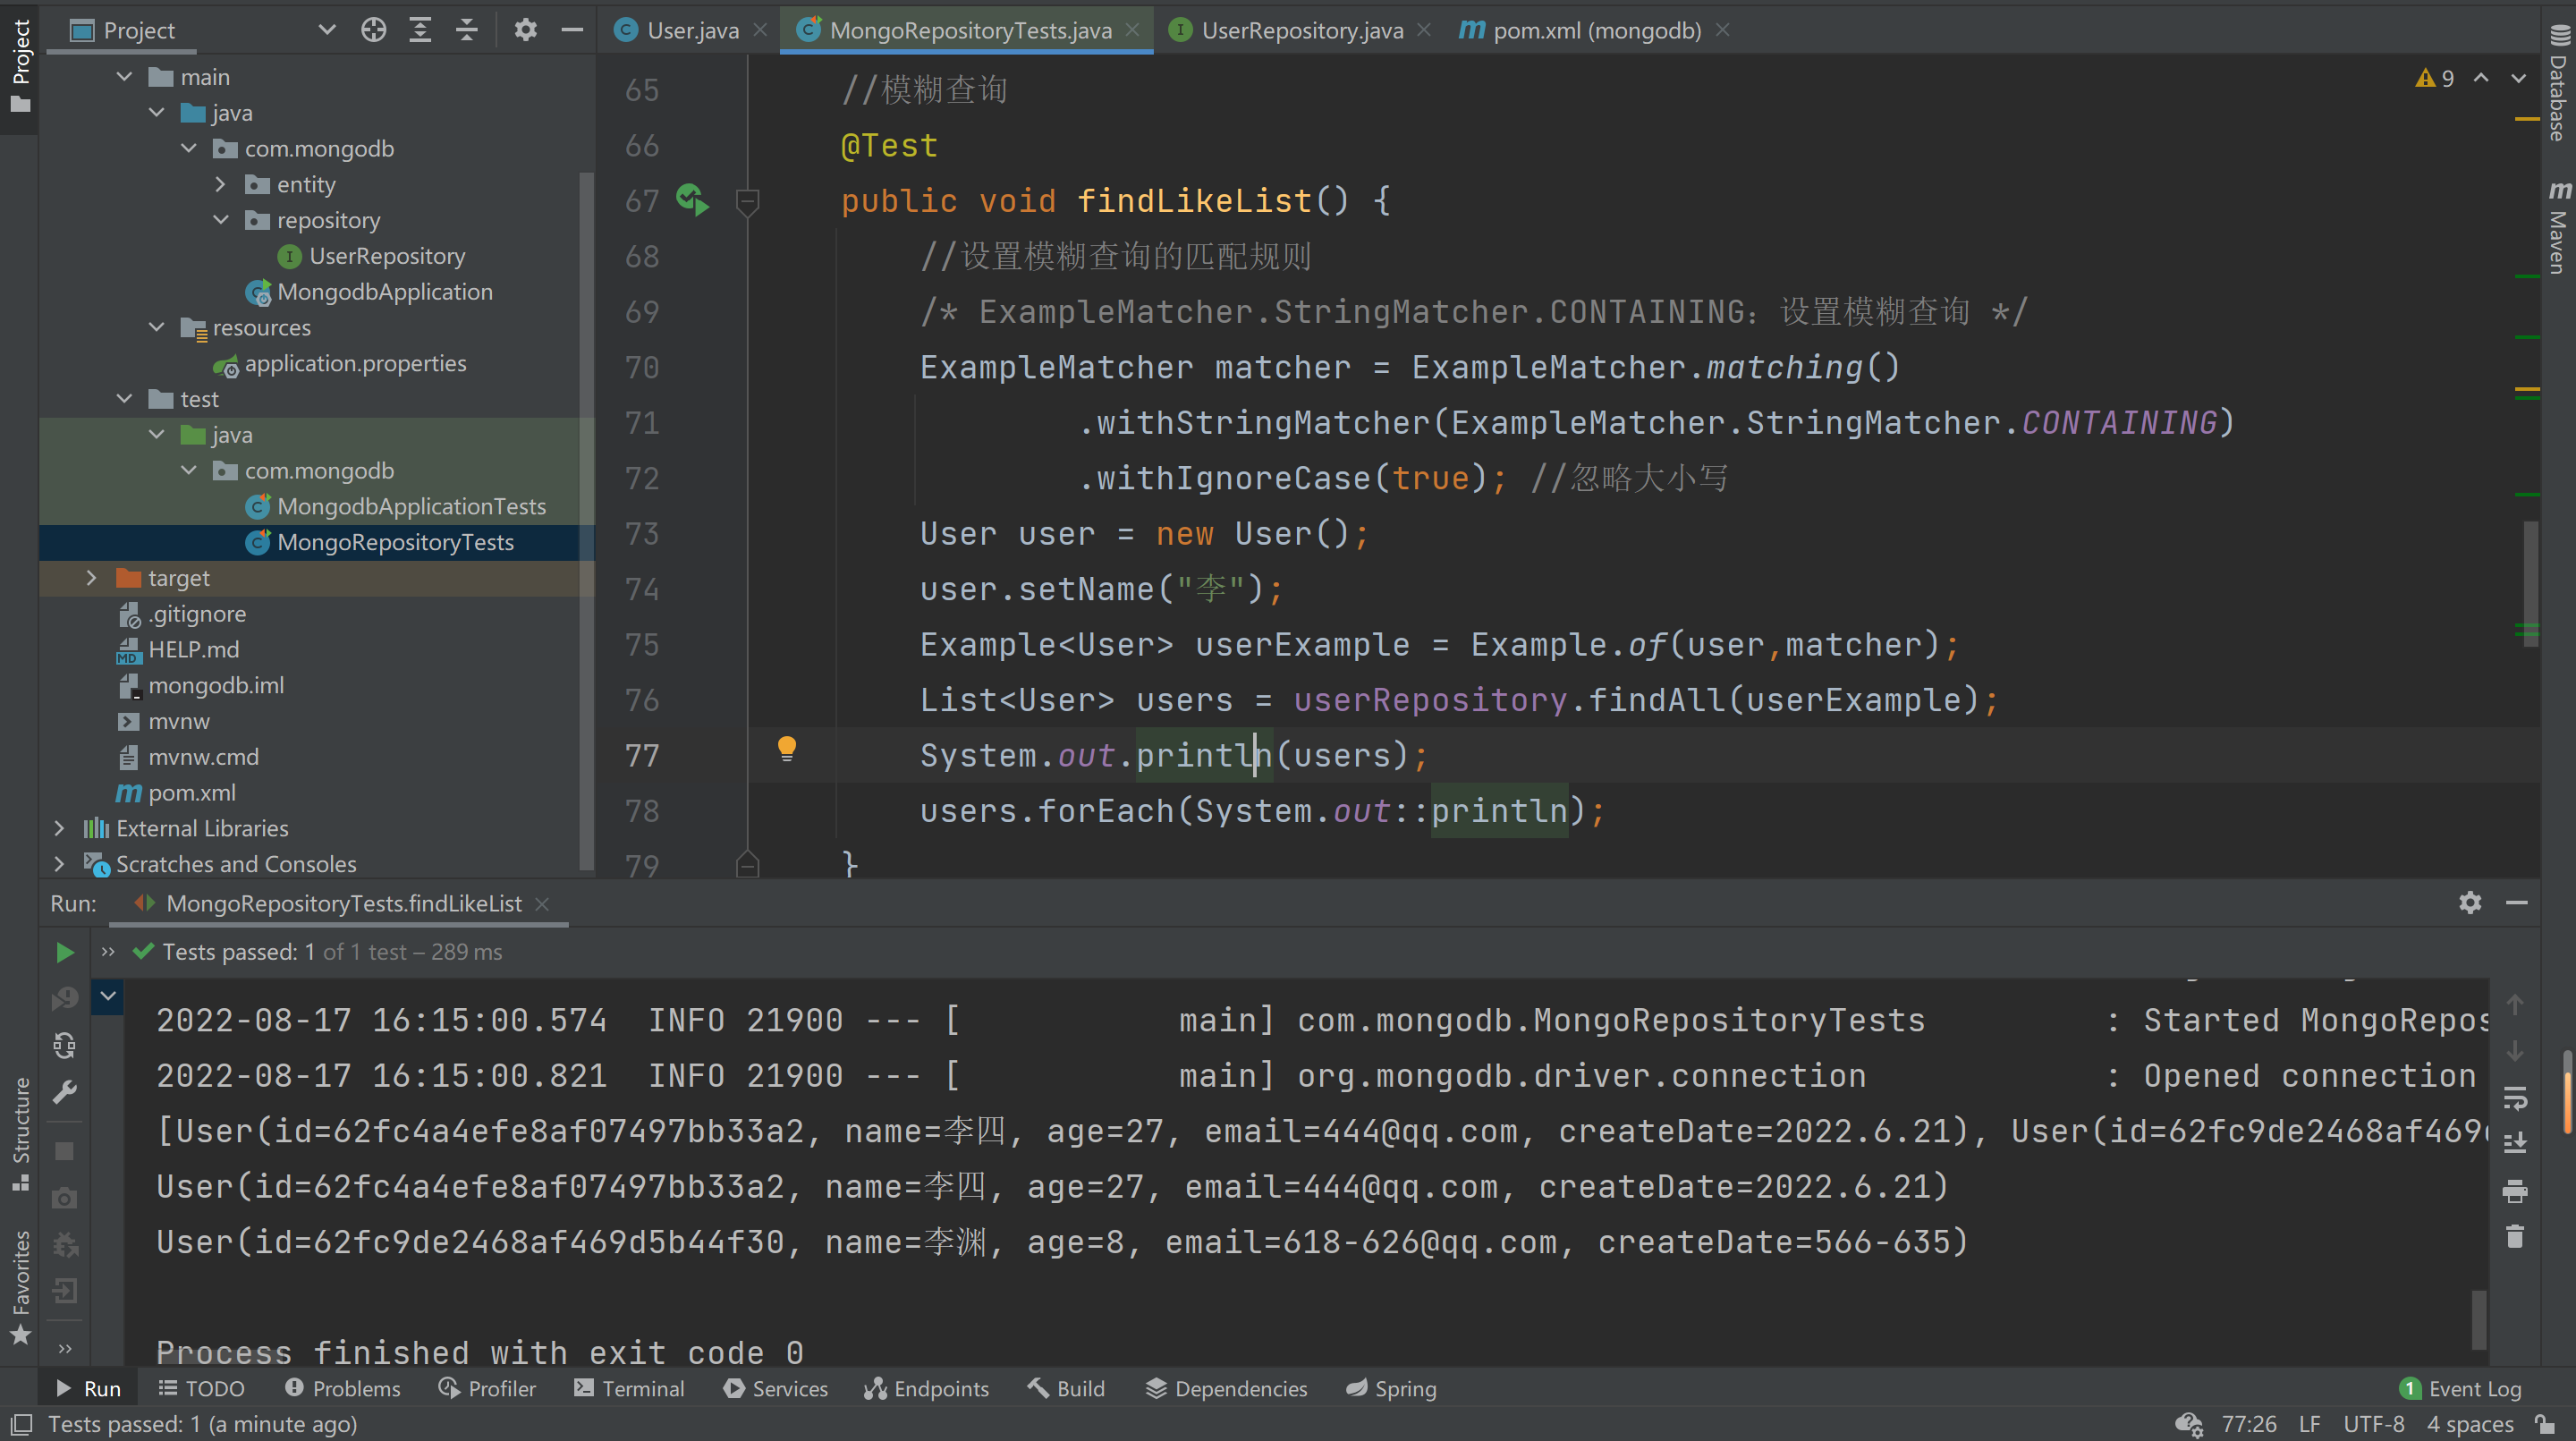 Project
User.java
MongoRepositoryTests.java
UserRepository.java
pom.xml (mongodb)
Project
main
java
com.mongodb
entity
repository
UserRepository
MongodbApplication
resources
application.properties
test
java
com.mongodb
MongodbApplicationTests
MongoRepositoryTests
target
.gitignore
HELP.md
mongodb.iml
mvnw
mvnw.cmd
pom.xml
External Libraries
Scratches and Consoles
9
65 //模糊查询
66 @Test
67 public void findLikeList() {
68 //设置模糊查询的匹配规则
69 /* ExampleMatcher.StringMatcher.CONTAINING：设置模糊查询 */
70 ExampleMatcher matcher = ExampleMatcher.matching()
71 .withStringMatcher(ExampleMatcher.StringMatcher.CONTAINING)
72 .withIgnoreCase(true); //忽略大小写
73 User user = new User();
74 user.setName("李");
75 Example<User> userExample = Example.of(user,matcher);
76 List<User> users = userRepository.findAll(userExample);
77 System.out.println(users);
78 users.forEach(System.out::println);
79 }
Database
Maven
Run: MongoRepositoryTests.findLikeList
Tests passed: 1 of 1 test – 289 ms
2022-08-17 16:15:00.574 INFO 21900 --- [ main] com.mongodb.MongoRepositoryTests : Started MongoRepos
2022-08-17 16:15:00.821 INFO 21900 --- [ main] org.mongodb.driver.connection : Opened connection
[User(id=62fc4a4efe8af07497bb33a2, name=李四, age=27, email=444@qq.com, createDate=2022.6.21), User(id=62fc9de2468af469
User(id=62fc4a4efe8af07497bb33a2, name=李四, age=27, email=444@qq.com, createDate=2022.6.21)
User(id=62fc9de2468af469d5b44f30, name=李渊, age=8, email=618-626@qq.com, createDate=566-635)
Process finished with exit code 0
Structure
Favorites
Run
TODO
Problems
Profiler
Terminal
Services
Endpoints
Build
Dependencies
Spring
1 Event Log
Tests passed: 1 (a minute ago)
77:26 LF UTF-8 4 spaces